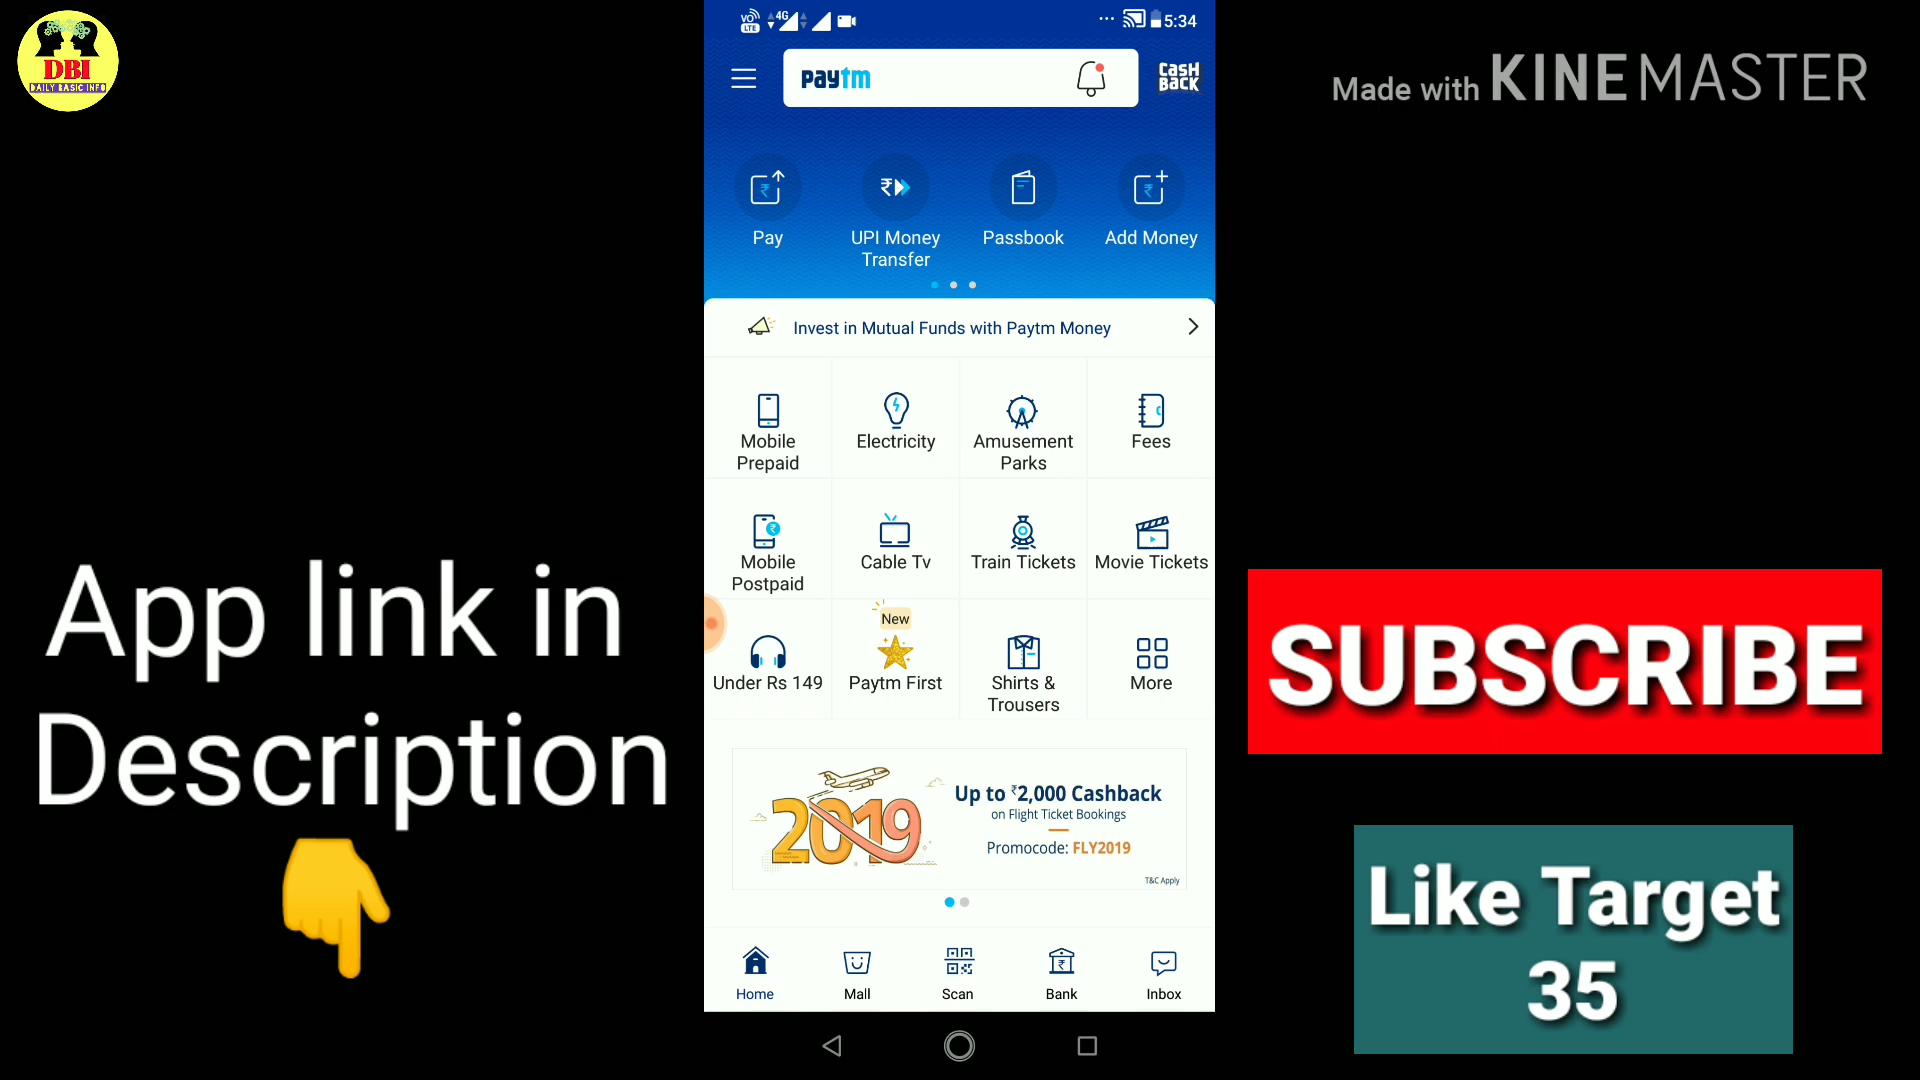 DBI
DAILY BASIC INFO
App link in
Description
VO
LTE
4G
5:34
paytm
CASH
BACK
Pay
UPI Money
Transfer
Passbook
Add Money
Invest in Mutual Funds with Paytm Money
Mobile
Prepaid
Electricity
Amusement
Parks
Fees
Mobile
Postpaid
Cable Tv
Train Tickets
Movie Tickets
Under Rs 149
New
Paytm First
Shirts &
Trousers
More
2019
Up to ₹2,000 Cashback
on Flight Ticket Bookings
Promocode: FLY2019
T&C Apply
Home
Mall
Scan
Bank
Inbox
Made with KINEMASTER
SUBSCRIBE
Like Target
35